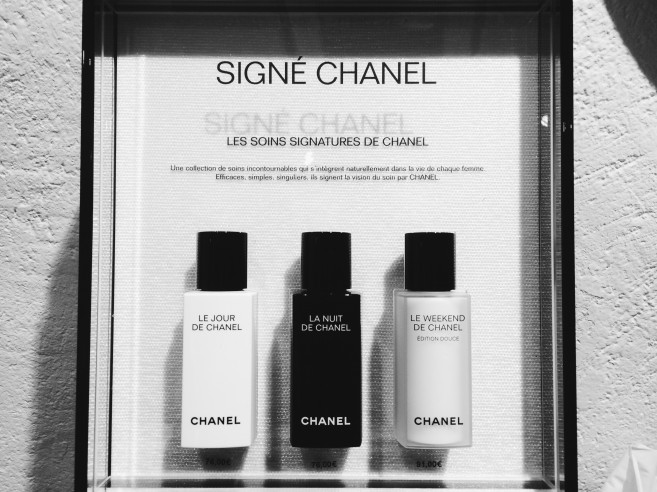 SIGNÉ CHANEL
LES SOINS SIGNATURES DE CHANEL
Une collection de soins incontournables qui s'intègrent naturellement dans la vie de chaque femme.
Efficaces, simples, singuliers, ils signent la vision du soin par CHANEL.
LE JOUR
DE CHANEL
CHANEL
LA NUIT
DE CHANEL
CHANEL
LE WEEKEND
DE CHANEL
ÉDITION DOUCE
CHANEL